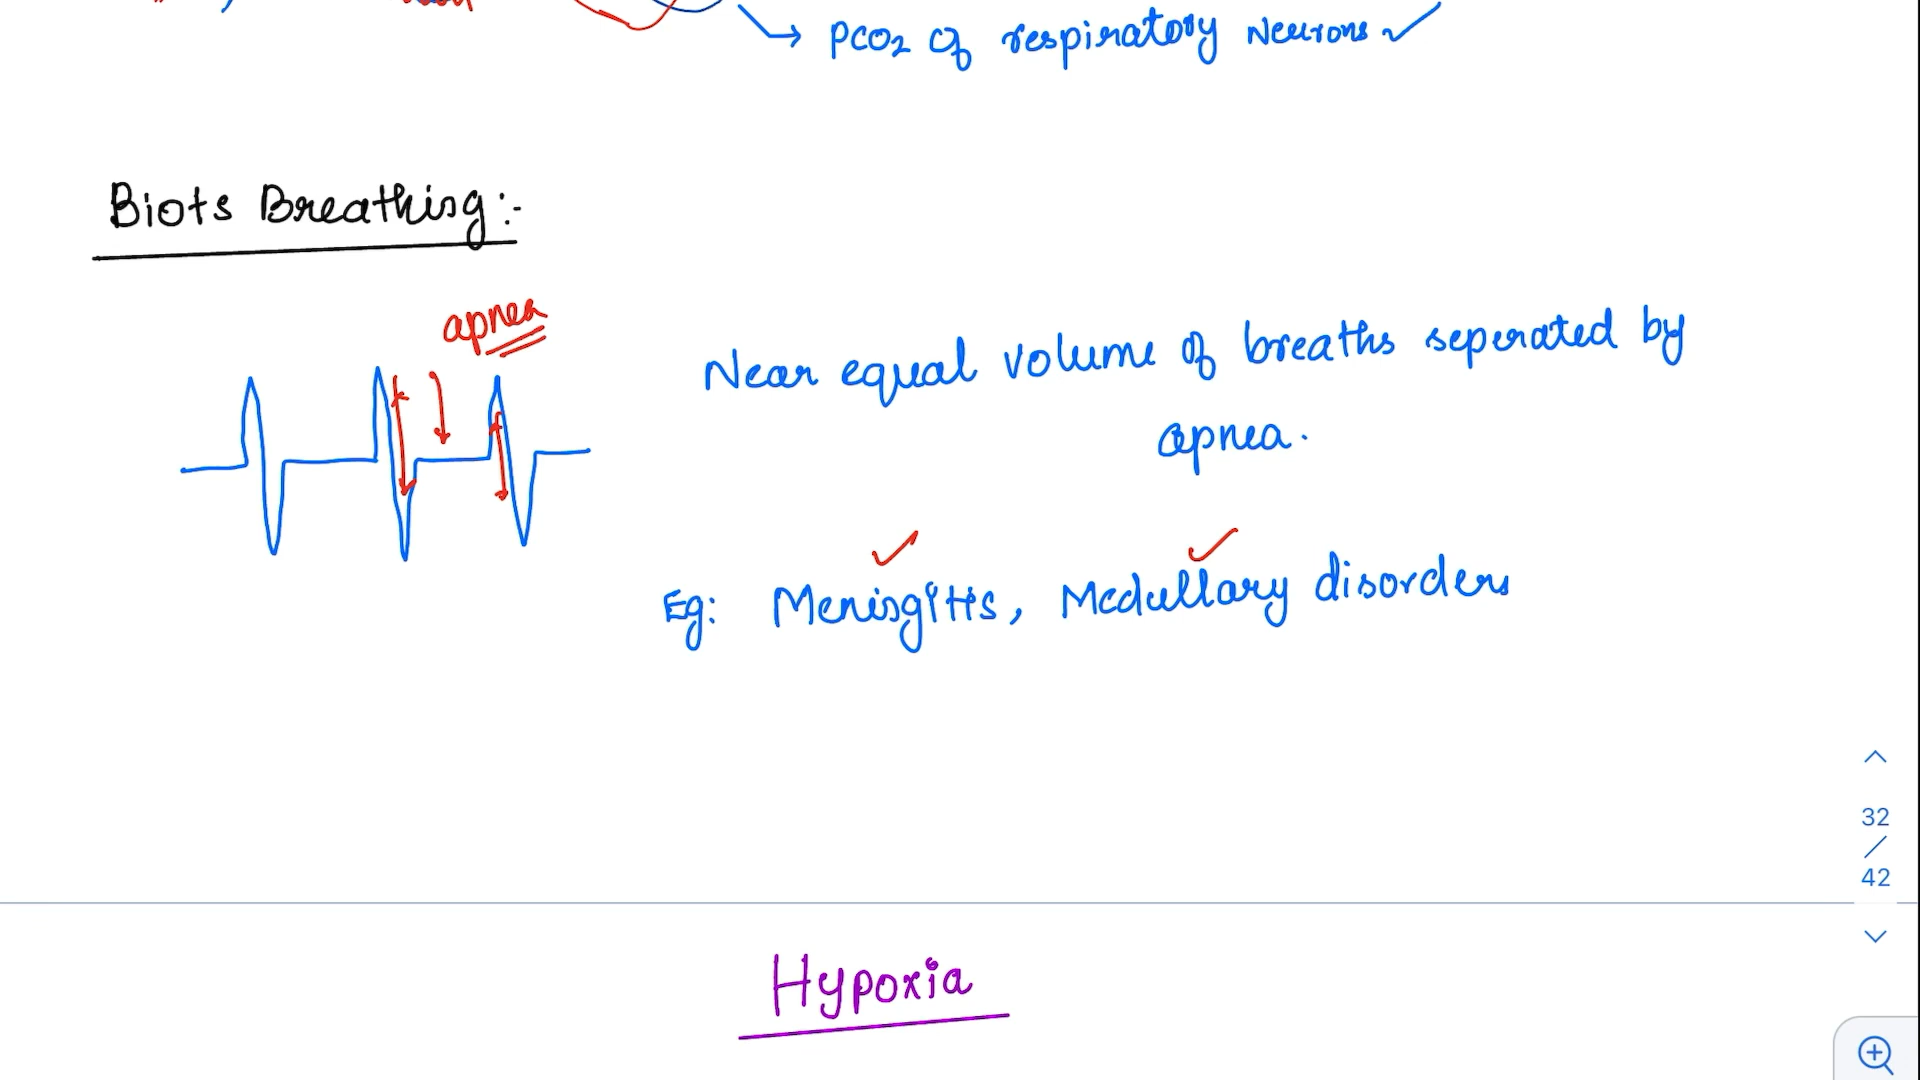 PCO2 of respiratory Neurons
Biots Breathing:-
apnea
Near equal volume of breaths seperated by
apnea.
Eg: Meningitis, Medullary disorders
32
/
42
Hypoxia